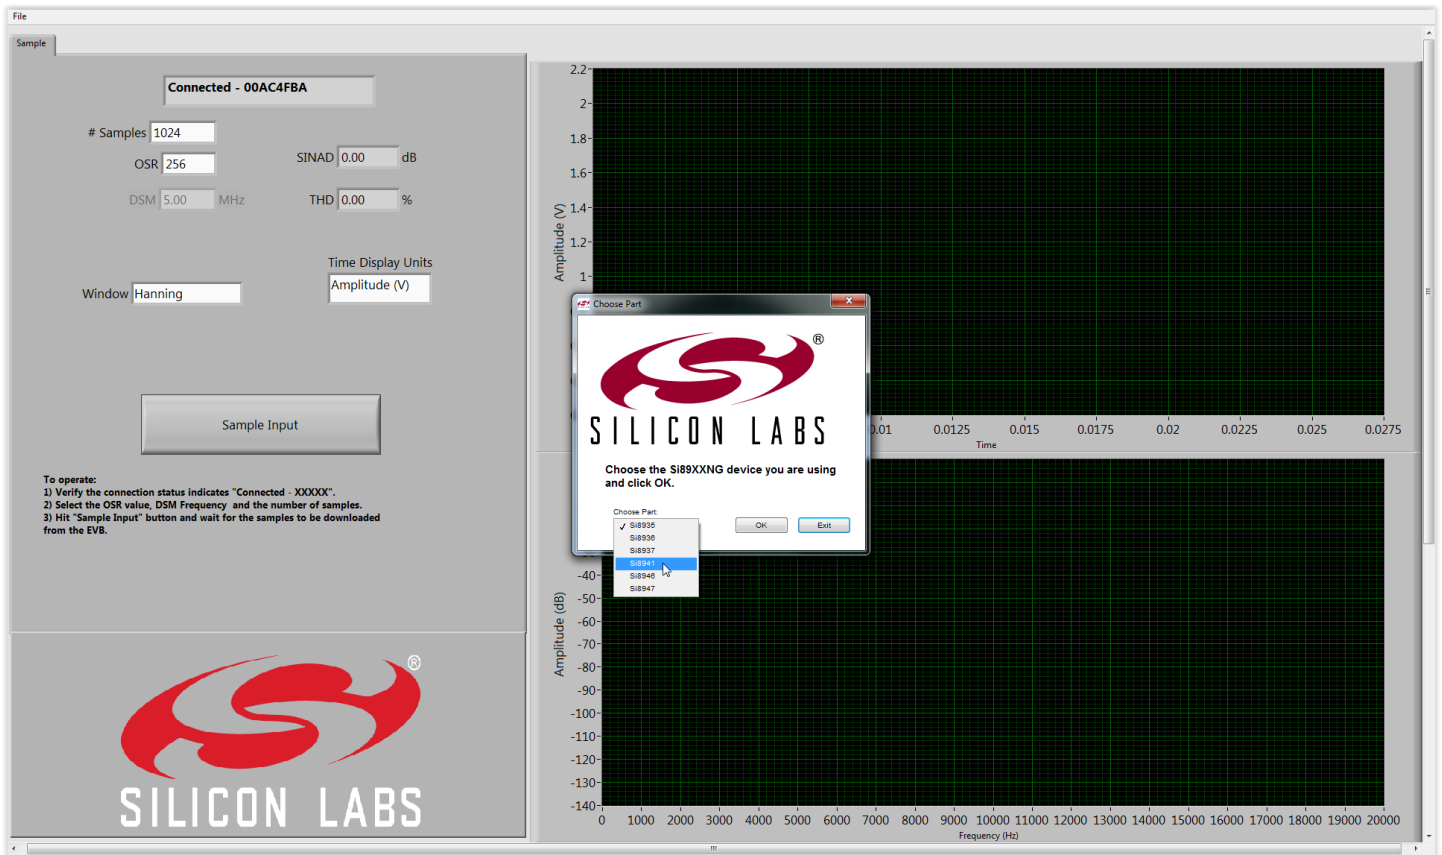 File
Sample
Connected - 00AC4FBA
# Samples 1024
OSR 256
SINAD 0.00 dB
DSM 5.00 MHz
THD 0.00 %
Time Display Units
Amplitude (V)
Window Hanning
Sample Input
To operate:
1) Verify the connection status indicates "Connected - XXXXX".
2) Select the OSR value, DSM Frequency and the number of samples.
3) Hit "Sample Input" button and wait for the samples to be downloaded
from the EVB.
®
SILICON LABS
2.2
2
1.8
1.6
1.4
1.2
1
Amplitude (V)
0.01 0.0125 0.015 0.0175 0.02 0.0225 0.025 0.0275
Time
Choose Part
®
SILICON LABS
Choose the Si89XXNG device you are using
and click OK.
Choose Part:
Si8935
Si8936
Si8937
Si8941
Si8946
Si8947
OK
Exit
-40
-50
-60
-70
-80
-90
-100
-110
-120
-130
-140
Amplitude (dB)
0 1000 2000 3000 4000 5000 6000 7000 8000 9000 10000 11000 12000 13000 14000 15000 16000 17000 18000 19000 20000
Frequency (Hz)